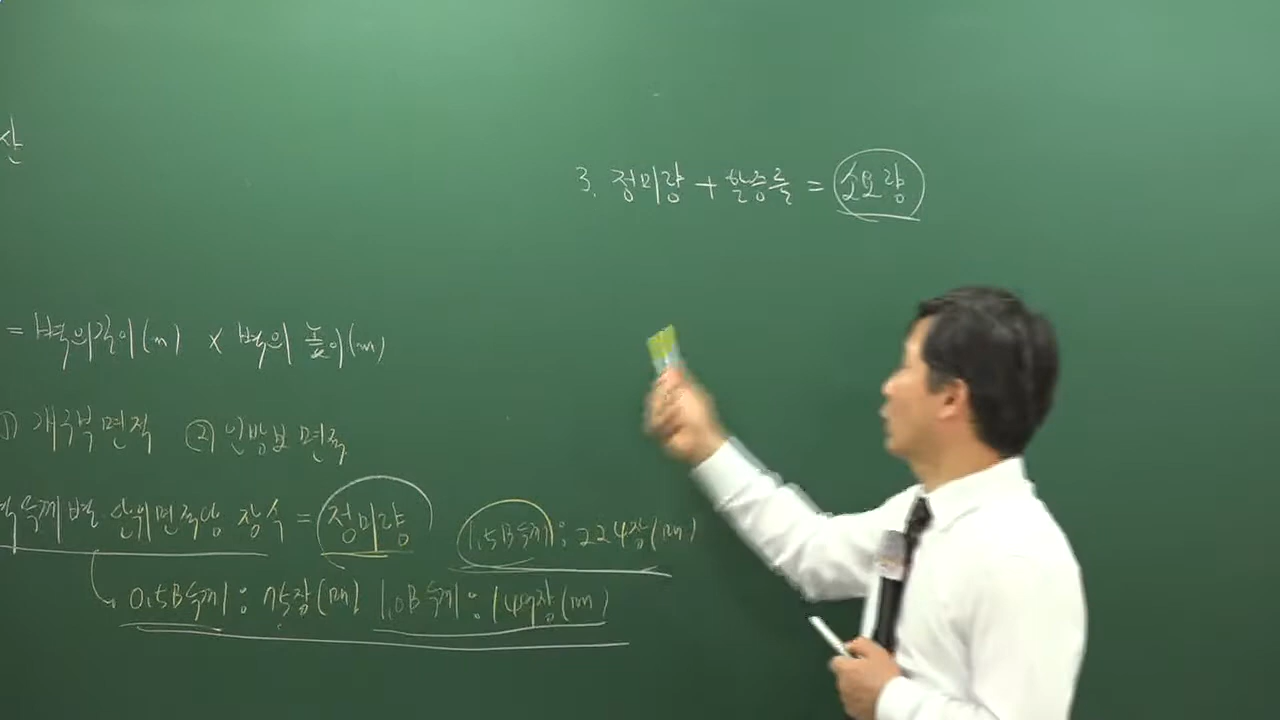 산
3. 정미량 + 할증률 = 소요량
= 벽의길이(m) × 벽의 높이(m)
① 개구부 면적 ② 인방보 면적
벽두께별 단위면적당 장수 = 정미량
1.5B두께: 224장(m²)
0.5B두께: 75장(m²) 1.0B두께: 149장(m²)